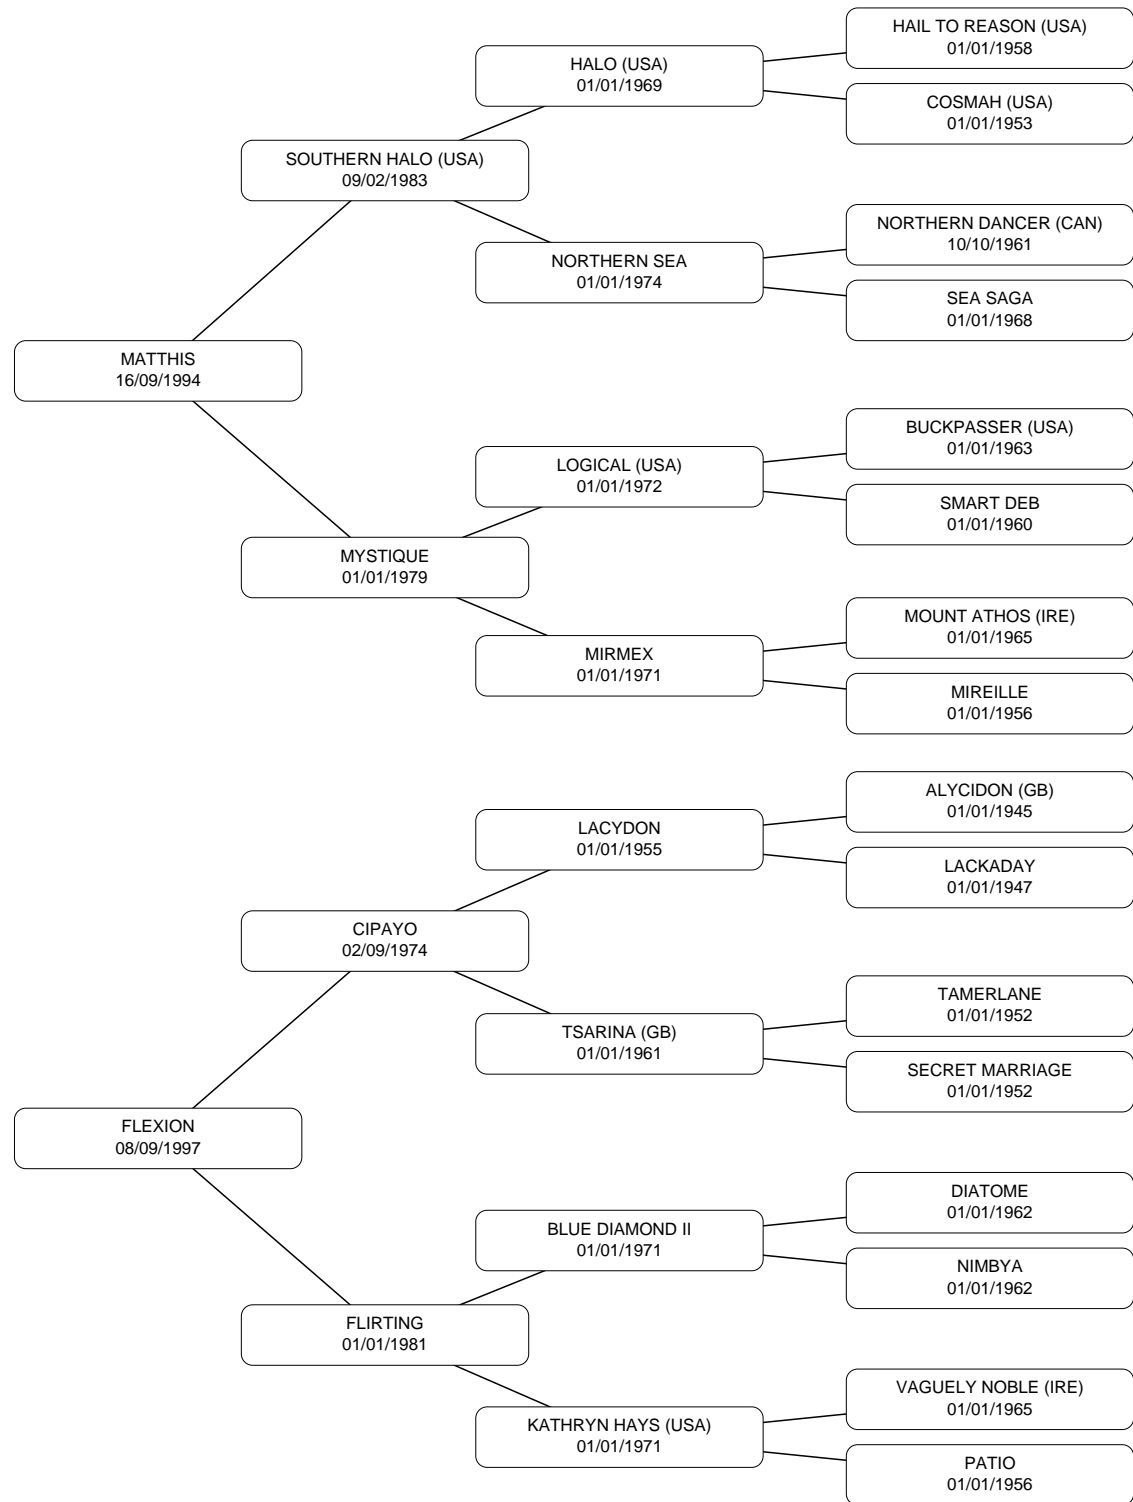 HAIL TO REASON (USA)
01/01/1958
HALO (USA)
01/01/1969
COSMAH (USA)
01/01/1953
SOUTHERN HALO (USA)
09/02/1983
NORTHERN DANCER (CAN)
10/10/1961
NORTHERN SEA
01/01/1974
SEA SAGA
01/01/1968
MATTHIS
16/09/1994
BUCKPASSER (USA)
01/01/1963
LOGICAL (USA)
01/01/1972
SMART DEB
01/01/1960
MYSTIQUE
01/01/1979
MOUNT ATHOS (IRE)
01/01/1965
MIRMEX
01/01/1971
MIREILLE
01/01/1956
ALYCIDON (GB)
01/01/1945
LACYDON
01/01/1955
LACKADAY
01/01/1947
CIPAYO
02/09/1974
TAMERLANE
01/01/1952
TSARINA (GB)
01/01/1961
SECRET MARRIAGE
01/01/1952
FLEXION
08/09/1997
DIATOME
01/01/1962
BLUE DIAMOND II
01/01/1971
NIMBYA
01/01/1962
FLIRTING
01/01/1981
VAGUELY NOBLE (IRE)
01/01/1965
KATHRYN HAYS (USA)
01/01/1971
PATIO
01/01/1956